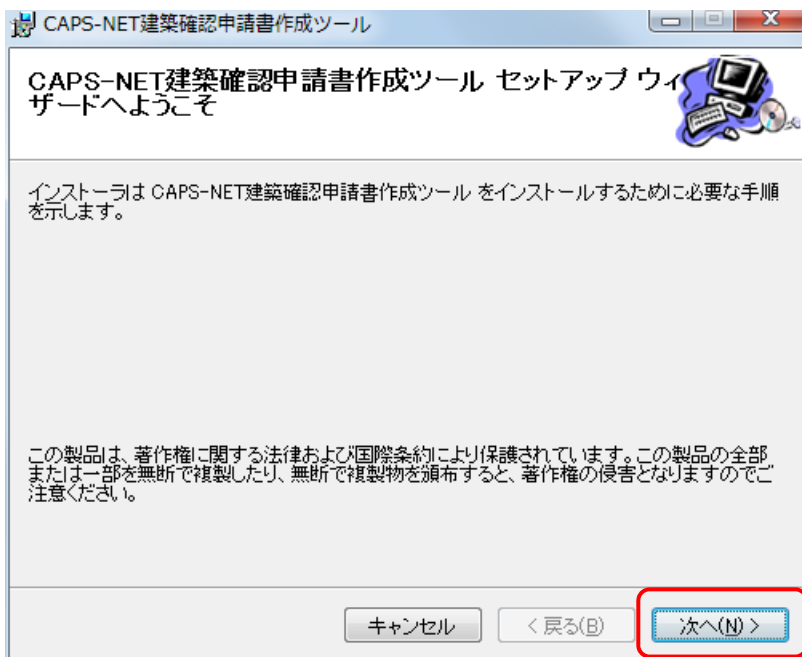 CAPS-NET建築確認申請書作成ツール
CAPS-NET建築確認申請書作成ツール セットアップ ウィ
ザードへようこそ
インストーラは CAPS-NET建築確認申請書作成ツール をインストールするために必要な手順
を示します。
この製品は、著作権に関する法律および国際条約により保護されています。この製品の全部
または一部を無断で複製したり、無断で複製物を頒布すると、著作権の侵害となりますのでご
注意ください。
キャンセル < 戻る(B) 次へ(N) >